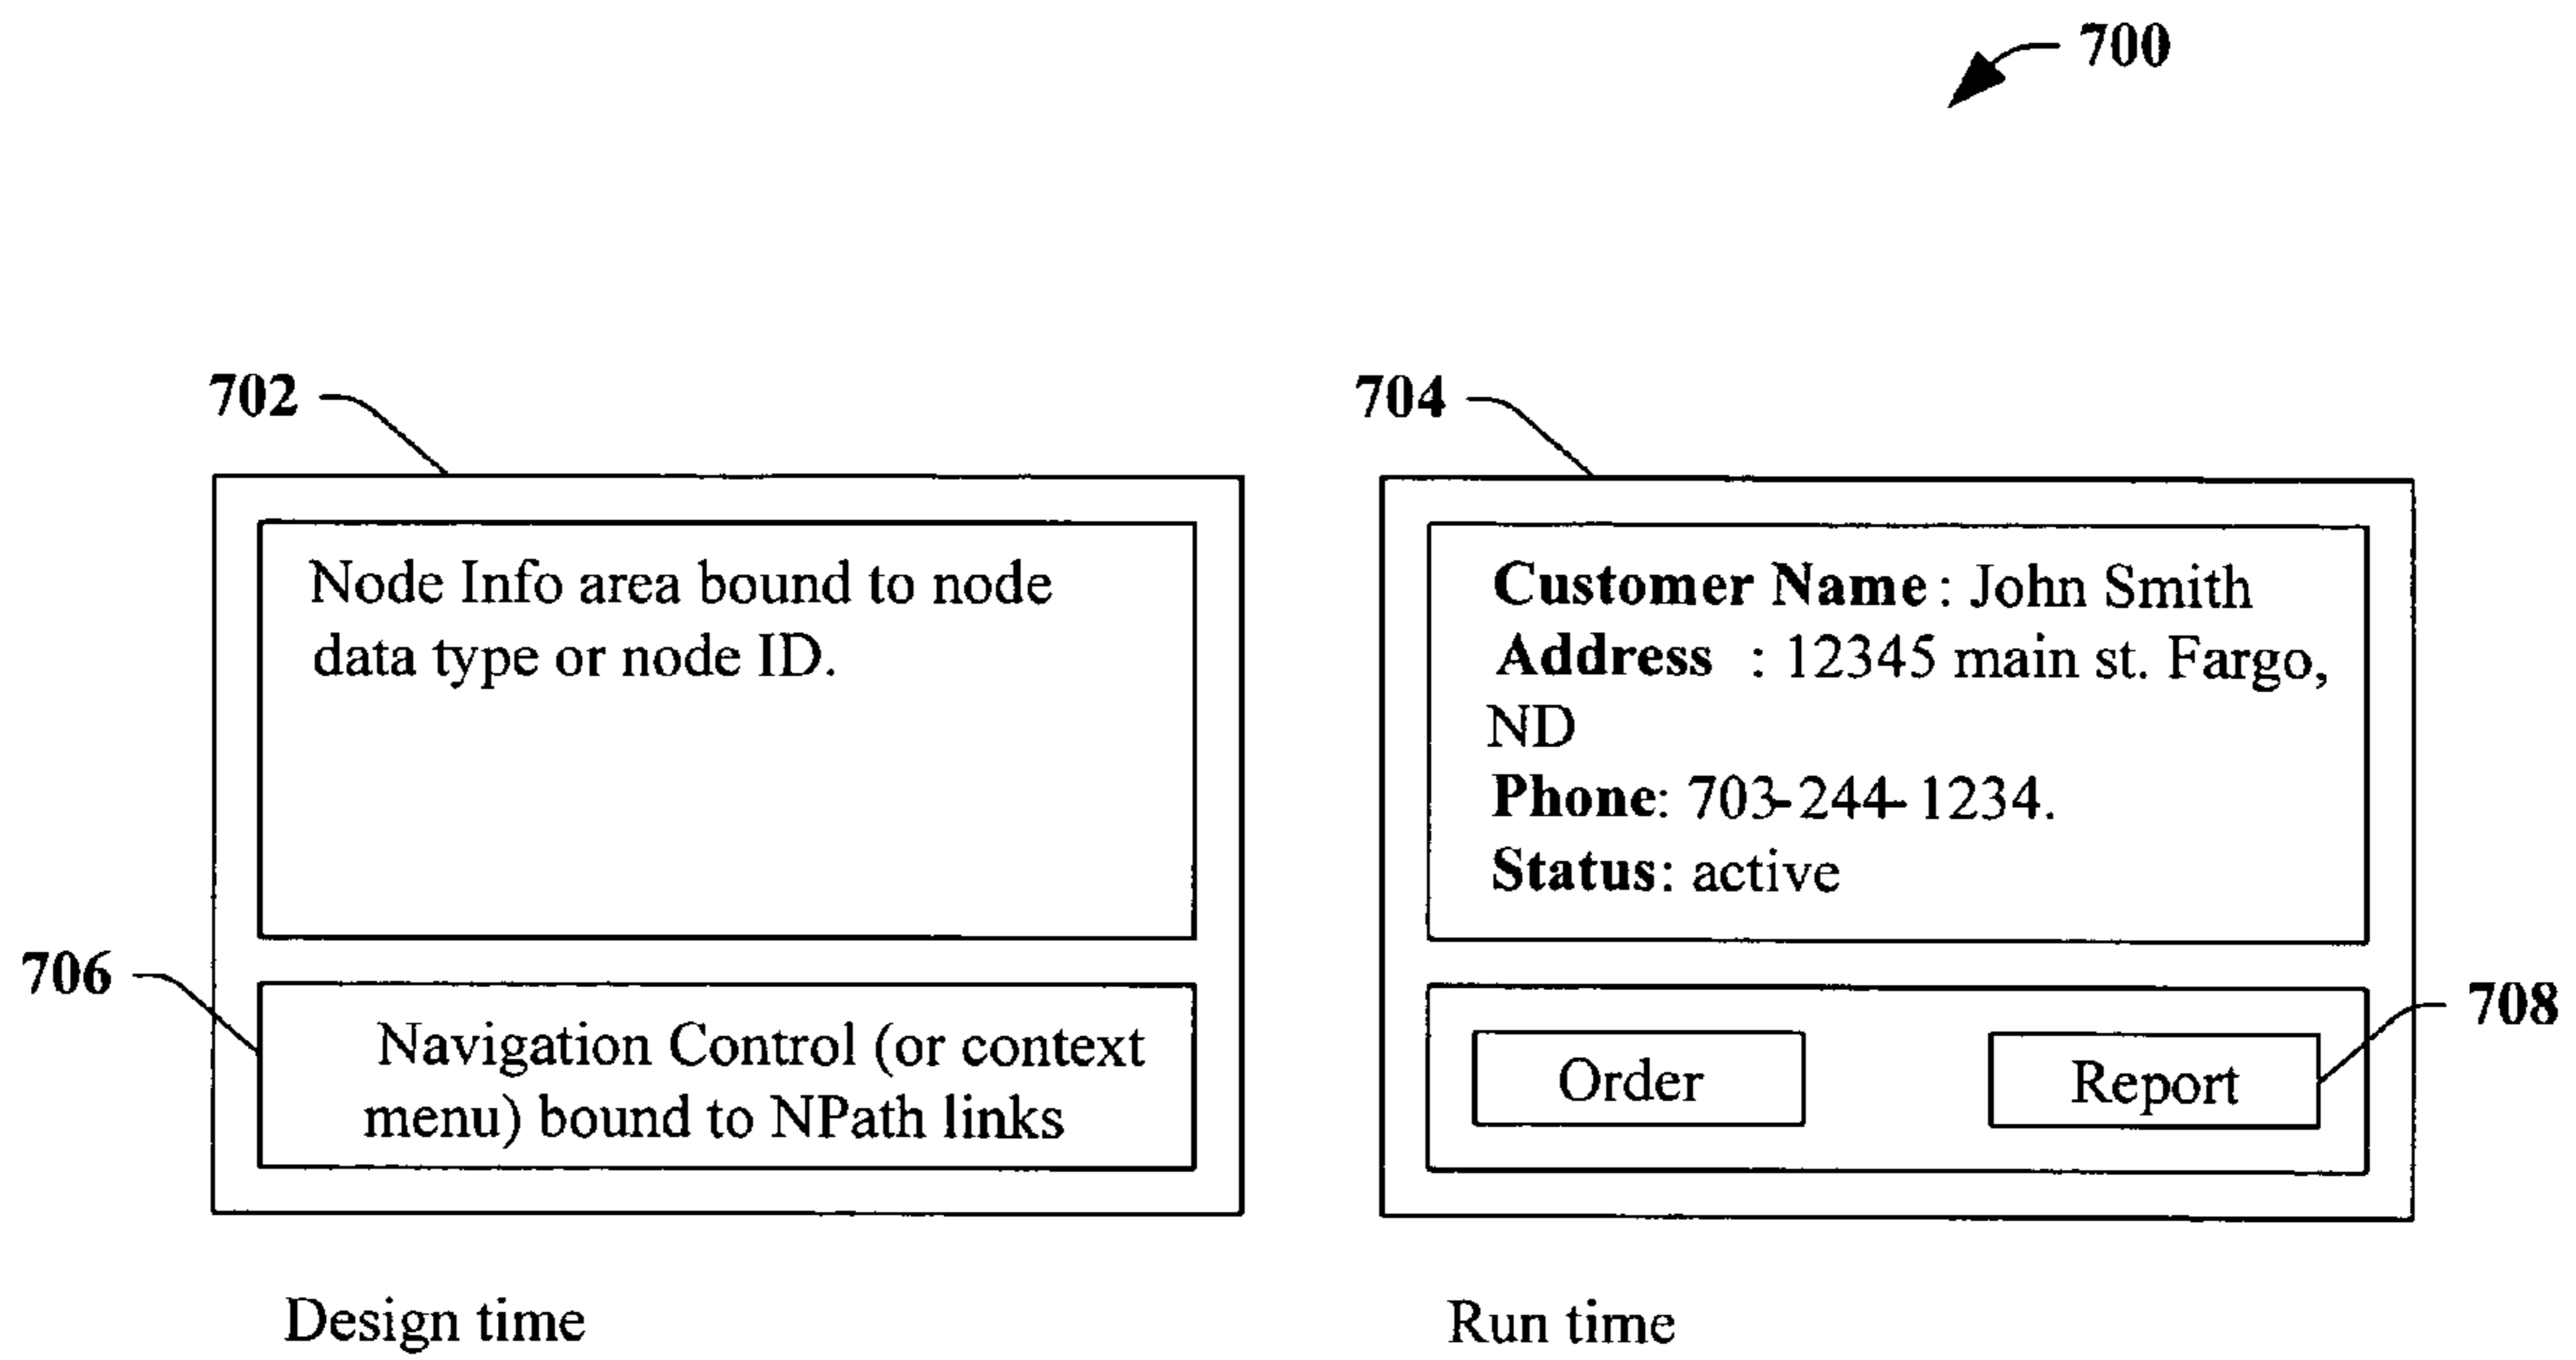 700
702
704
Node Info area bound to node
data type or node ID.
Customer Name: John Smith
Address : 12345 main st. Fargo,
ND
Phone: 703-244-1234.
Status: active
706
Navigation Control (or context
menu) bound to NPath links
Order
Report
708
Design time
Run time